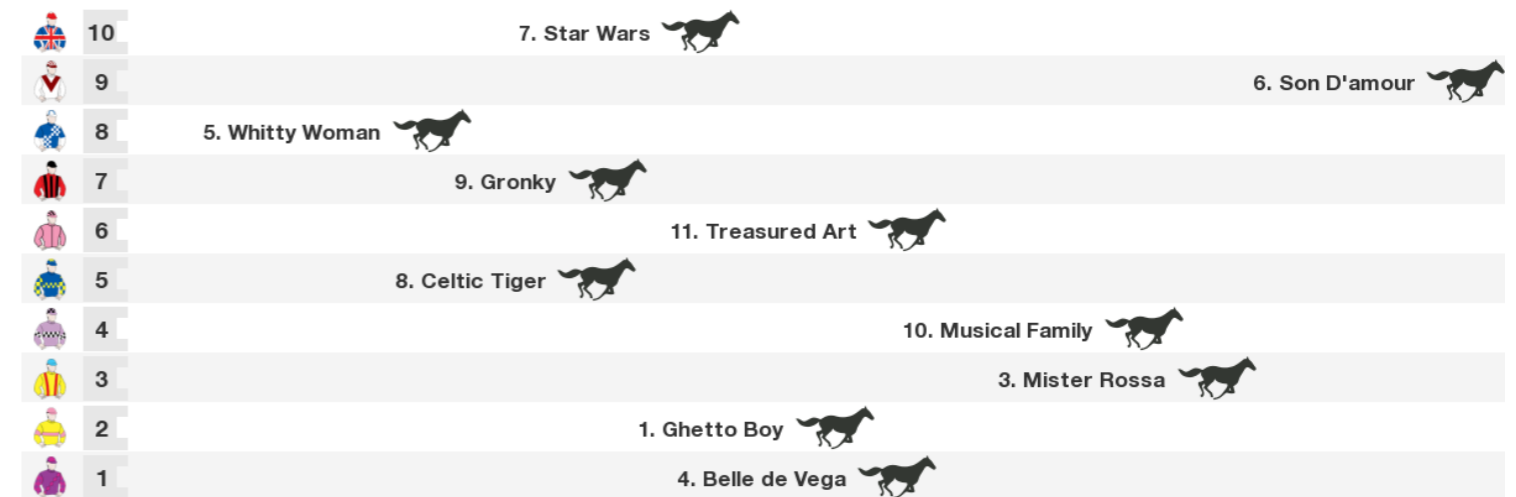 10 7. Star Wars
9 6. Son D'amour
8 5. Whitty Woman
7 9. Gronky
6 11. Treasured Art
5 8. Celtic Tiger
4 10. Musical Family
3 3. Mister Rossa
2 1. Ghetto Boy
1 4. Belle de Vega